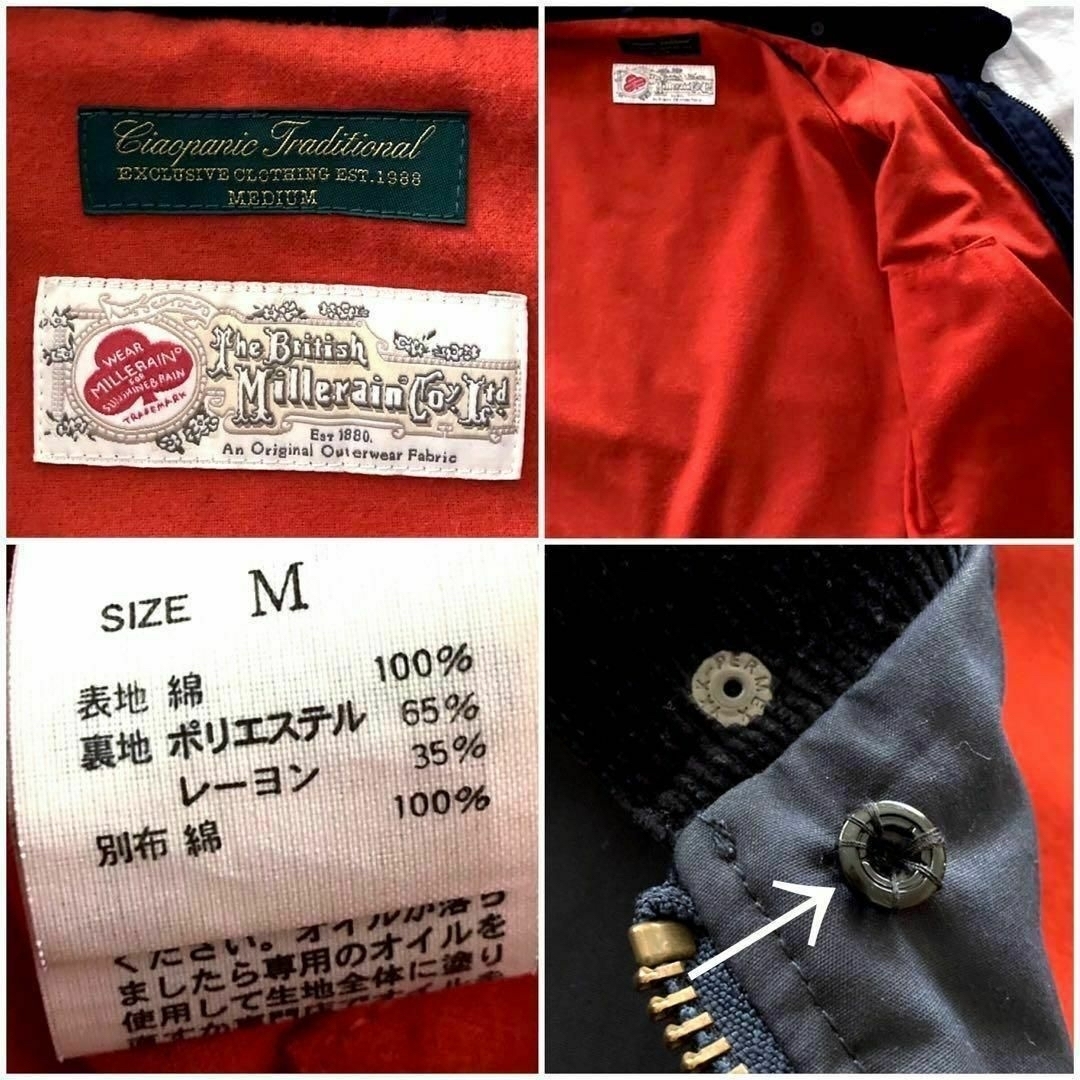 Ciaopanic Traditional
EXCLUSIVE CLOTHING EST.1988
MEDIUM
WEAR
MILLERAIN
FOR
SUNSHINE & RAIN
TRADEMARK
The British
Millerain Co/Ltd
EST 1880.
An Original Outerwear Fabric
SIZE M
表地 綿 100%
裏地 ポリエステル 65%
レーヨン 35%
別布 綿 100%
ください。オイルが落ち
ましたら専用のオイルを
使用して生地全体に塗り